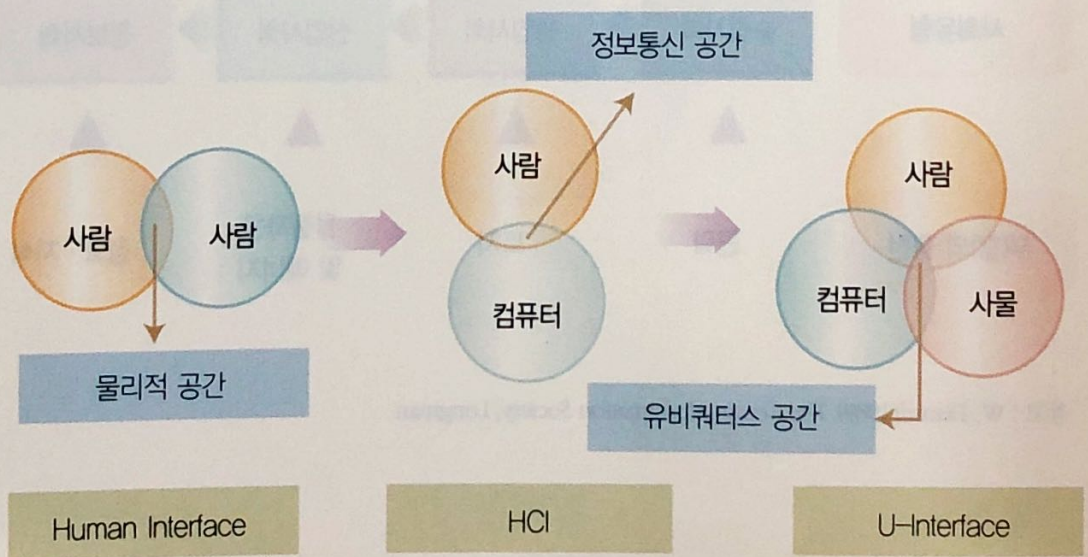 정보통신 공간
사람
사람
사람
컴퓨터
사람
컴퓨터
사물
물리적 공간
유비쿼터스 공간
Human Interface
HCI
U-Interface